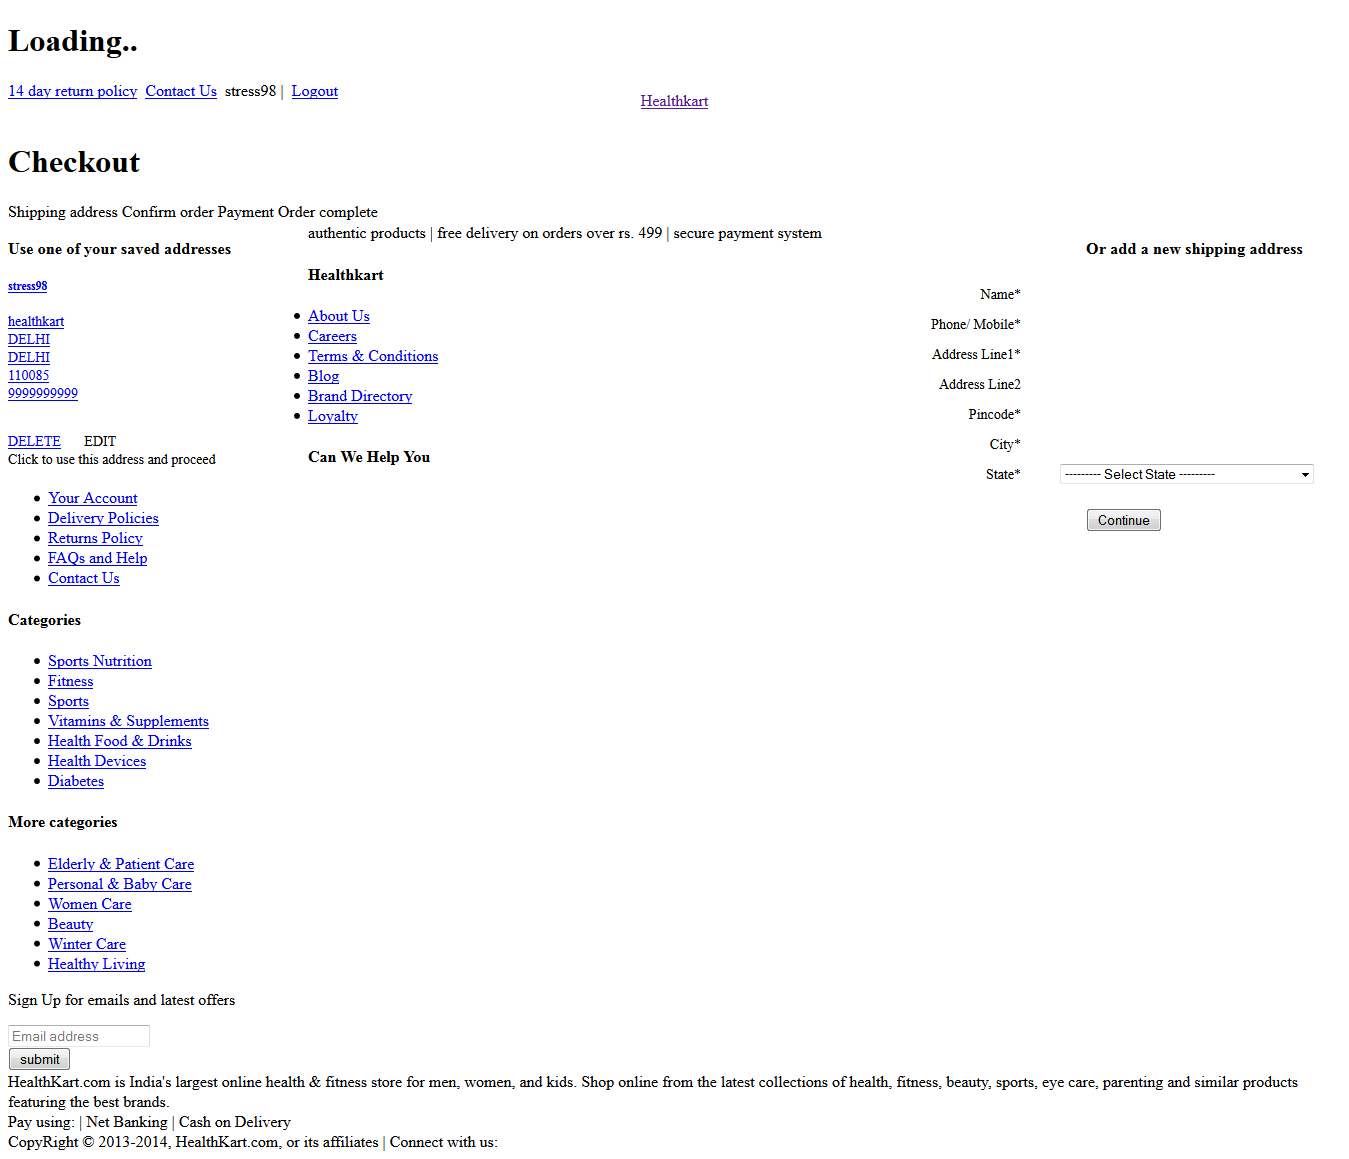 Loading..
14 day return policy Contact Us stress98 | Logout
Healthkart
Checkout
Shipping address Confirm order Payment Order complete
authentic products | free delivery on orders over rs. 499 | secure payment system
Use one of your saved addresses
stress98
healthkart
DELHI
DELHI
110085
9999999999
DELETE EDIT
Click to use this address and proceed
Healthkart
About Us
Careers
Terms & Conditions
Blog
Brand Directory
Loyalty
Can We Help You
Or add a new shipping address
Name*
Phone/ Mobile*
Address Line1*
Address Line2
Pincode*
City*
State* --------- Select State ---------
Continue
Your Account
Delivery Policies
Returns Policy
FAQs and Help
Contact Us
Categories
Sports Nutrition
Fitness
Sports
Vitamins & Supplements
Health Food & Drinks
Health Devices
Diabetes
More categories
Elderly & Patient Care
Personal & Baby Care
Women Care
Beauty
Winter Care
Healthy Living
Sign Up for emails and latest offers
Email address
submit
HealthKart.com is India's largest online health & fitness store for men, women, and kids. Shop online from the latest collections of health, fitness, beauty, sports, eye care, parenting and similar products
featuring the best brands.
Pay using: | Net Banking | Cash on Delivery
CopyRight © 2013-2014, HealthKart.com, or its affiliates | Connect with us: